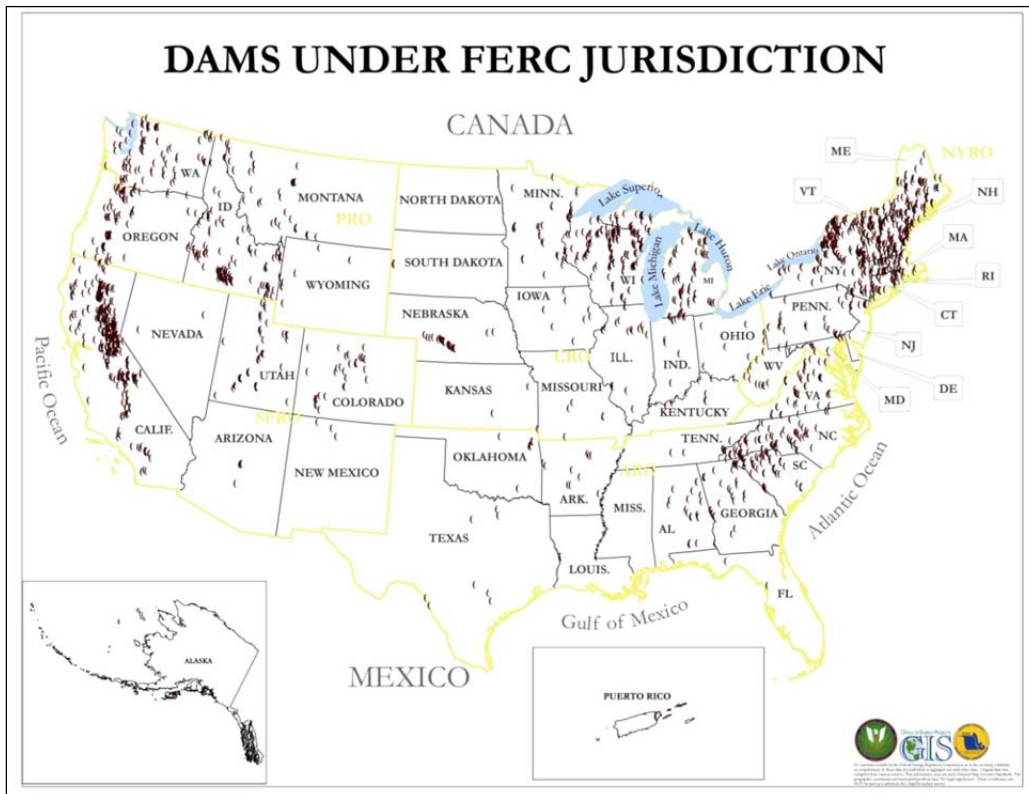 DAMS UNDER FERC JURISDICTION
CANADA
ME
NYRO
VT
NH
WA
MONTANA
NORTH DAKOTA
MINN.
Lake Superio
ID
PRO
OREGON
MA
Lake Huron
Lake Michigan
Lake Ontario
SOUTH DAKOTA
WI
MI
NY
RI
WYOMING
Lake Erie
IOWA
PENN.
CT
NEBRASKA
NEVADA
OHIO
NJ
ILL.
IND.
UTAH
CRO
WV
DE
KANSAS
MISSOURI
COLORADO
VA
MD
Pacific Ocean
SFRO
KENTUCKY
CALIF.
ARIZONA
TENN.
NC
OKLAHOMA
NEW MEXICO
ARO
SC
ARK.
MISS.
GEORGIA
Atlantic Ocean
AL
TEXAS
LOUIS.
FL
Gulf of Mexico
MEXICO
ALASKA
PUERTO RICO
GIS